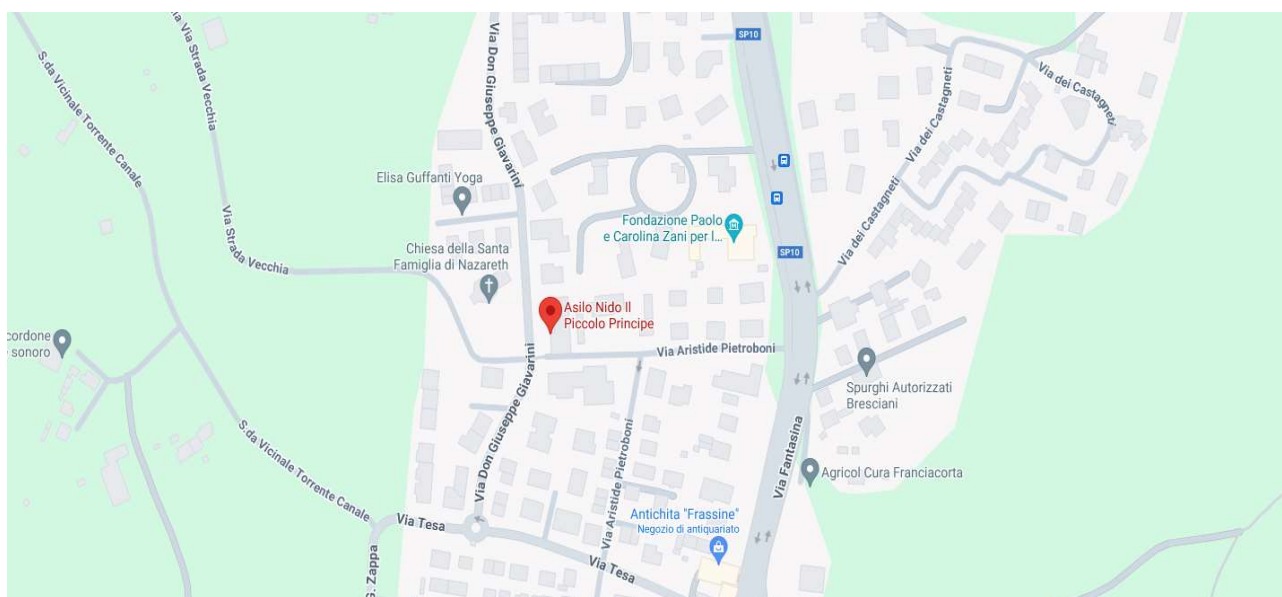 SP10
Via Strada Vecchia
S.da Vicinale Torrente Canale
Via Don Giuseppe Giavarini
Via dei Castagneti
Via dei Castagneti
Elisa Guffanti Yoga
Via dei Castagneti
Via Strada Vecchia
Fondazione Paolo
e Carolina Zani per l...
Chiesa della Santa
Famiglia di Nazareth
SP10
Asilo Nido Il
Piccolo Principe
cordone
e sonoro
Via Aristide Pietroboni
Spurghi Autorizzati
Bresciani
Via Don Giuseppe Giavarini
Via Aristide Pietroboni
Via Fantasina
S.da Vicinale Torrente Canale
Agricol Cura Franciacorta
Antichita "Frassine"
Negozio di antiquariato
Via Tesa
Via Tesa
G. Zappa